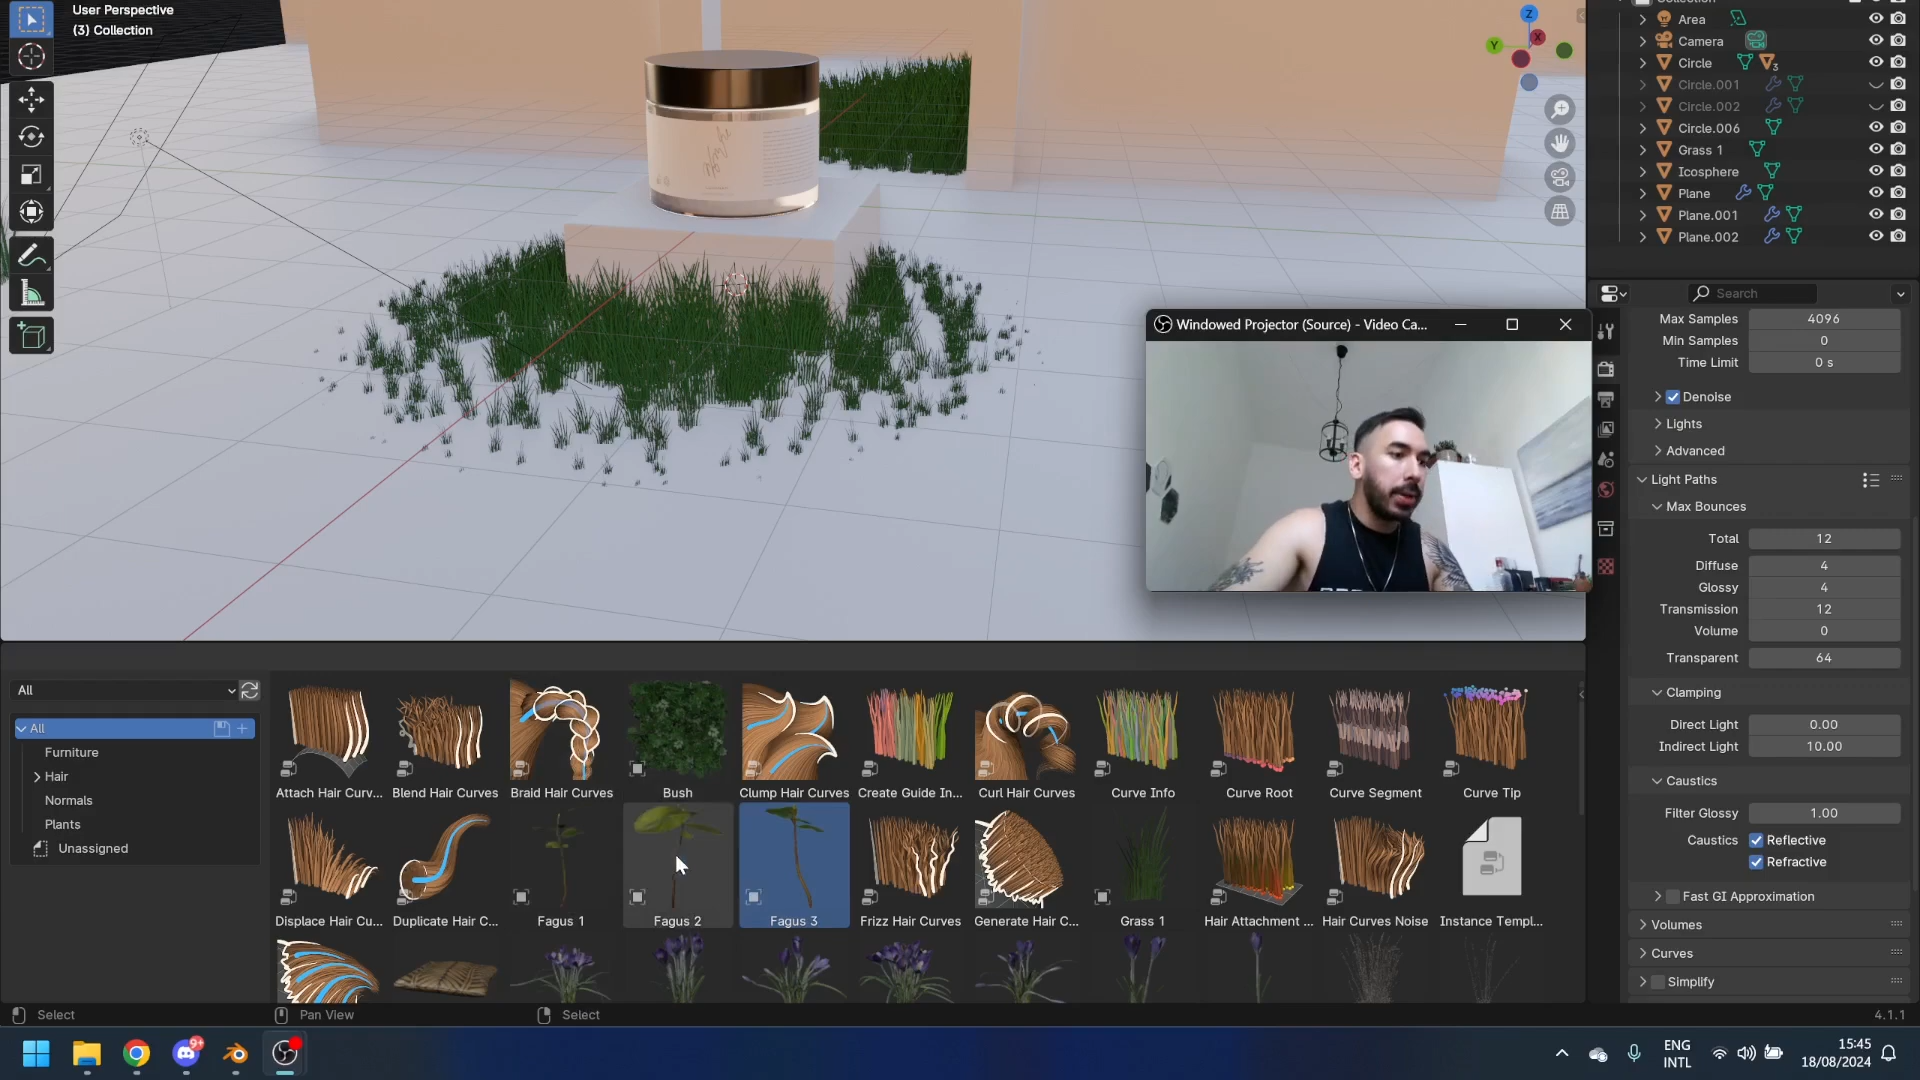 User Perspective
(3) Collection
Z
Y
X
Area
Camera
Circle
3
Circle.001
Circle.002
Circle.006
Grass 1
Icosphere
Plane
Plane.001
Plane.002
Search
Windowed Projector (Source) - Video Ca...
Max Samples 4096
Min Samples 0
Time Limit 0 s
Denoise
Lights
Advanced
Light Paths
Max Bounces
Total 12
Diffuse 4
Glossy 4
Transmission 12
Volume 0
Transparent 64
Clamping
Direct Light 0.00
Indirect Light 10.00
Caustics
Filter Glossy 1.00
Caustics Reflective
Refractive
Fast GI Approximation
Volumes
Curves
Simplify
All
All
Furniture
Hair
Normals
Plants
Unassigned
Attach Hair Curv... Blend Hair Curves Braid Hair Curves Bush Clump Hair Curves Create Guide In... Curl Hair Curves Curve Info Curve Root Curve Segment Curve Tip
Displace Hair Cu... Duplicate Hair C... Fagus 1 Fagus 2 Fagus 3 Frizz Hair Curves Generate Hair C... Grass 1 Hair Attachment ... Hair Curves Noise Instance Templ...
Select Pan View Select 4.1.1
9+
ENG
INTL
15:45
18/08/2024